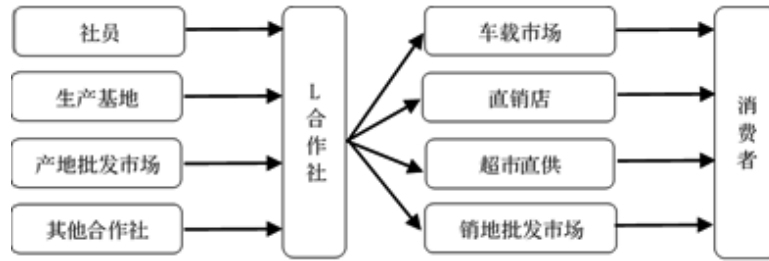 社员
生产基地
产地批发市场
其他合作社
L合作社
车载市场
直销店
超市直供
销地批发市场
消费者